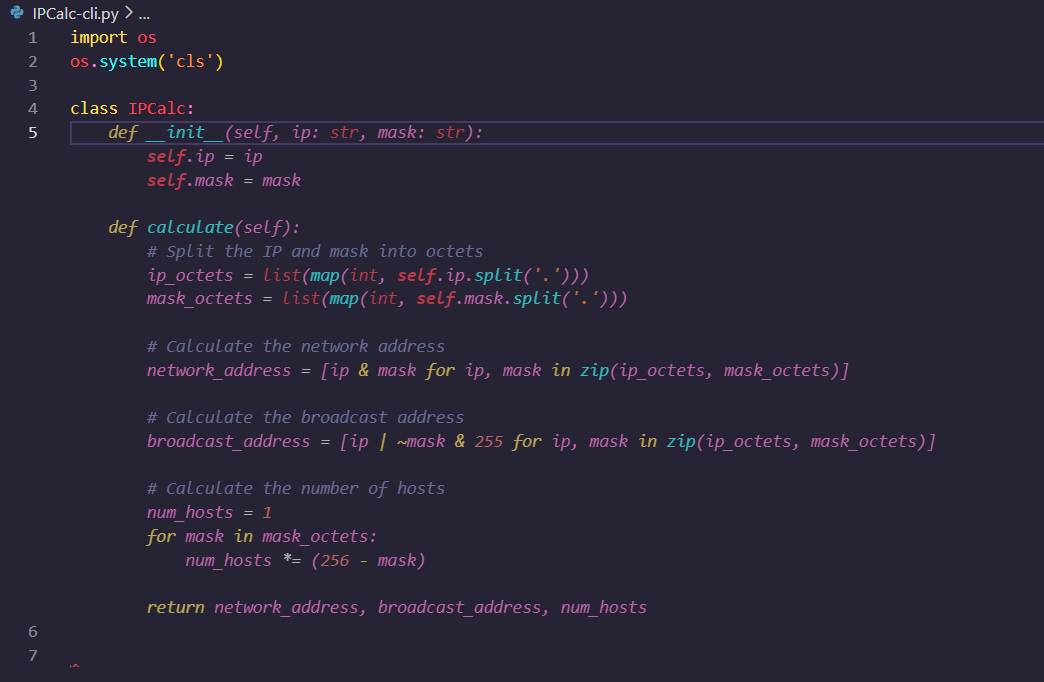 IPCalc-cli.py > ...
1 import os
2 os.system('cls')
3
4 class IPCalc:
5     def __init__(self, ip: str, mask: str):
        self.ip = ip
        self.mask = mask

    def calculate(self):
        # Split the IP and mask into octets
        ip_octets = list(map(int, self.ip.split('.')))
        mask_octets = list(map(int, self.mask.split('.')))

        # Calculate the network address
        network_address = [ip & mask for ip, mask in zip(ip_octets, mask_octets)]

        # Calculate the broadcast address
        broadcast_address = [ip | ~mask & 255 for ip, mask in zip(ip_octets, mask_octets)]

        # Calculate the number of hosts
        num_hosts = 1
        for mask in mask_octets:
            num_hosts *= (256 - mask)

        return network_address, broadcast_address, num_hosts
6
7